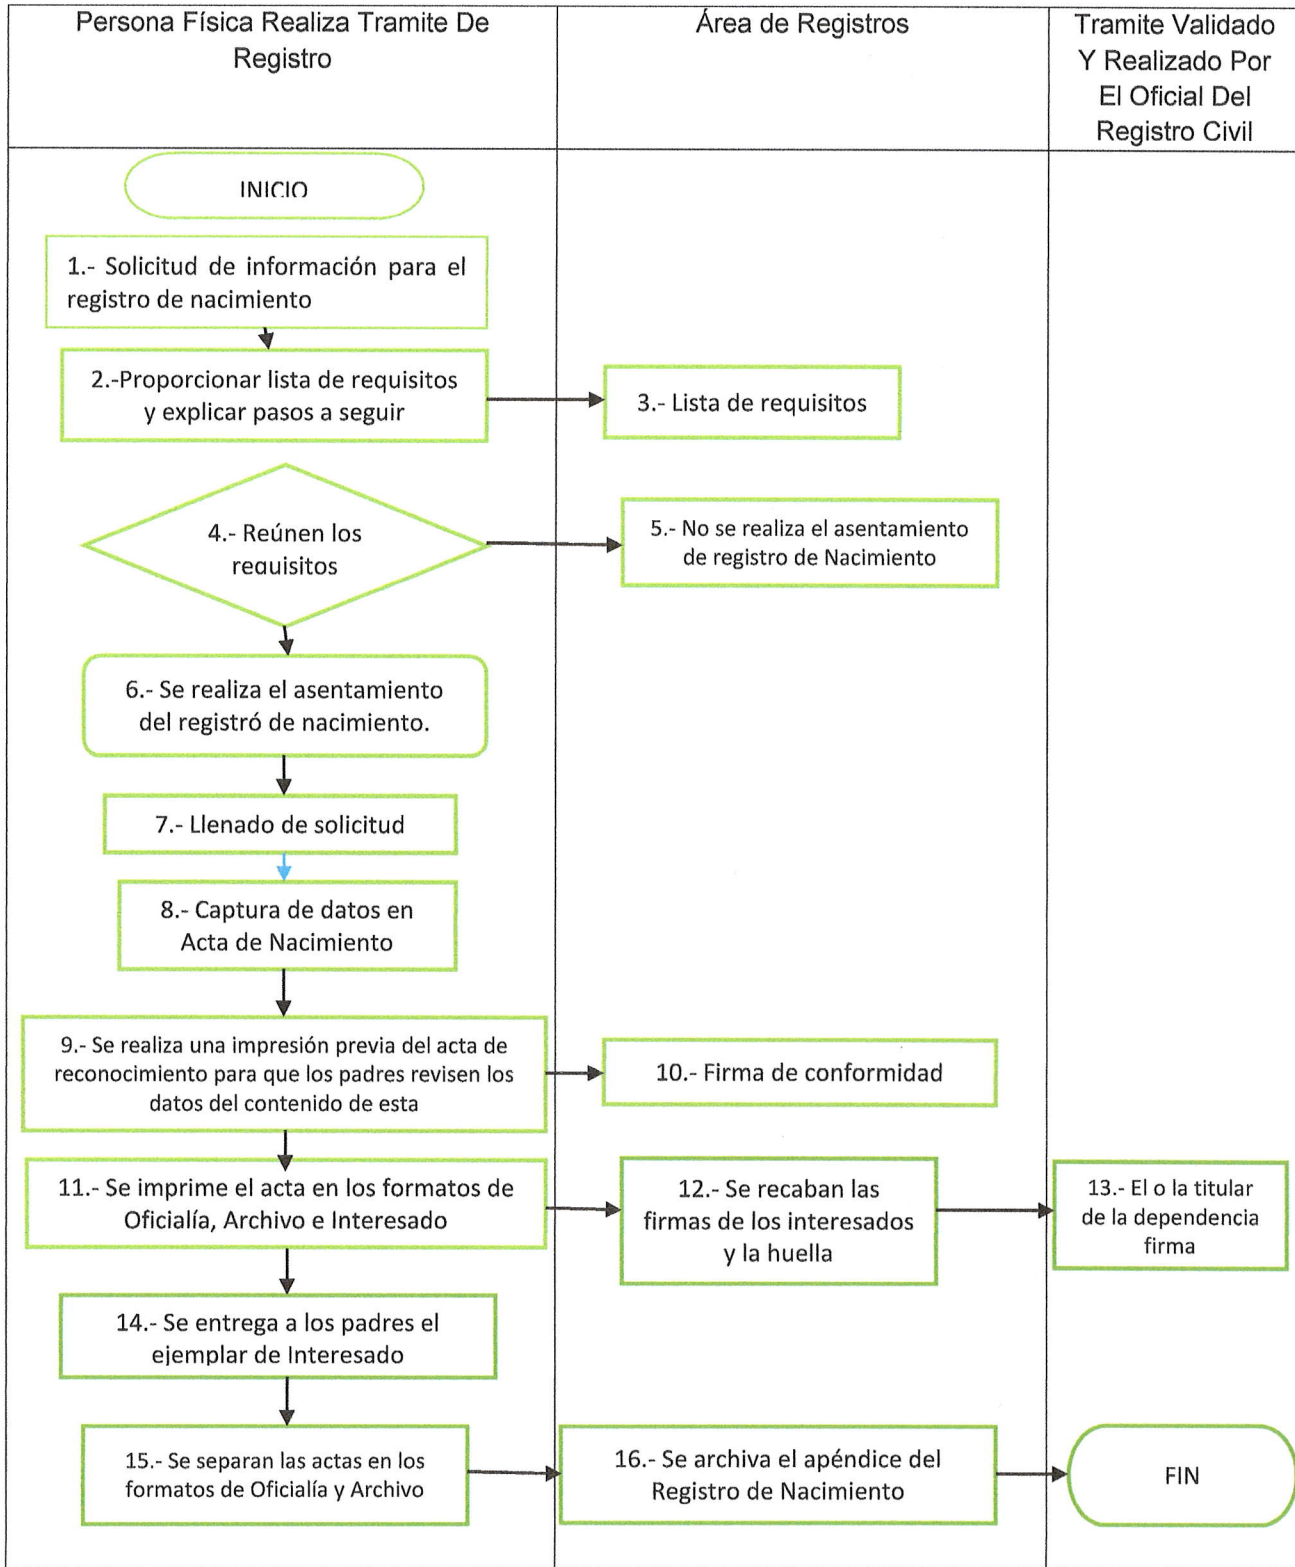 Persona Física Realiza Tramite De
Registro
Área de Registros
Tramite Validado
Y Realizado Por
El Oficial Del
Registro Civil
INICIO
1.- Solicitud de información para el
registro de nacimiento
2.-Proporcionar lista de requisitos
y explicar pasos a seguir
3.- Lista de requisitos
4.- Reúnen los
requisitos
5.- No se realiza el asentamiento
de registro de Nacimiento
6.- Se realiza el asentamiento
del registró de nacimiento.
7.- Llenado de solicitud
8.- Captura de datos en
Acta de Nacimiento
9.- Se realiza una impresión previa del acta de
reconocimiento para que los padres revisen los
datos del contenido de esta
10.- Firma de conformidad
11.- Se imprime el acta en los formatos de
Oficialía, Archivo e Interesado
12.- Se recaban las
firmas de los interesados
y la huella
13.- El o la titular
de la dependencia
firma
14.- Se entrega a los padres el
ejemplar de Interesado
15.- Se separan las actas en los
formatos de Oficialía y Archivo
16.- Se archiva el apéndice del
Registro de Nacimiento
FIN